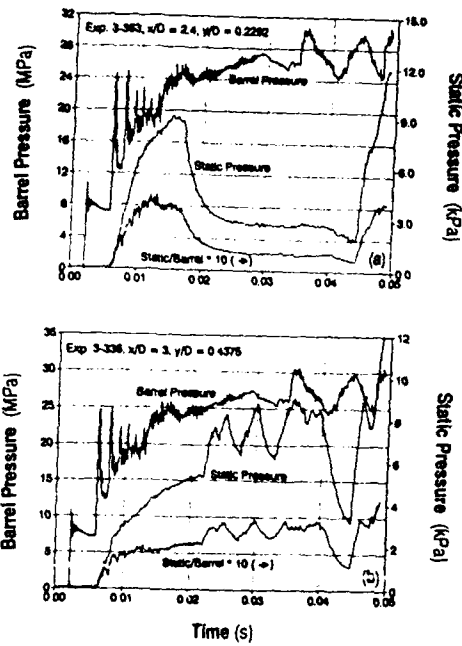 32
28
24
20
16
12
8
4
0
Barrel Pressure (MPa)
Exp. 3-363, x/D = 2.4, y/D = 0.2292
Barrel Pressure
Static Pressure
Static/Barrel * 10
(a)
15.0
12.0
9.0
6.0
3.0
0.0
Static Pressure (kPa)
0.00 0.01 0.02 0.03 0.04 0.05
35
30
25
20
15
10
5
0
Barrel Pressure (MPa)
Exp 3-336, x/D = 3, y/D = 0.4375
Barrel Pressure
Static Pressure
Static/Barrel * 10
(b)
12
10
8
6
4
2
0
Static Pressure (kPa)
0.00 0.01 0.02 0.03 0.04 0.05
Time (s)